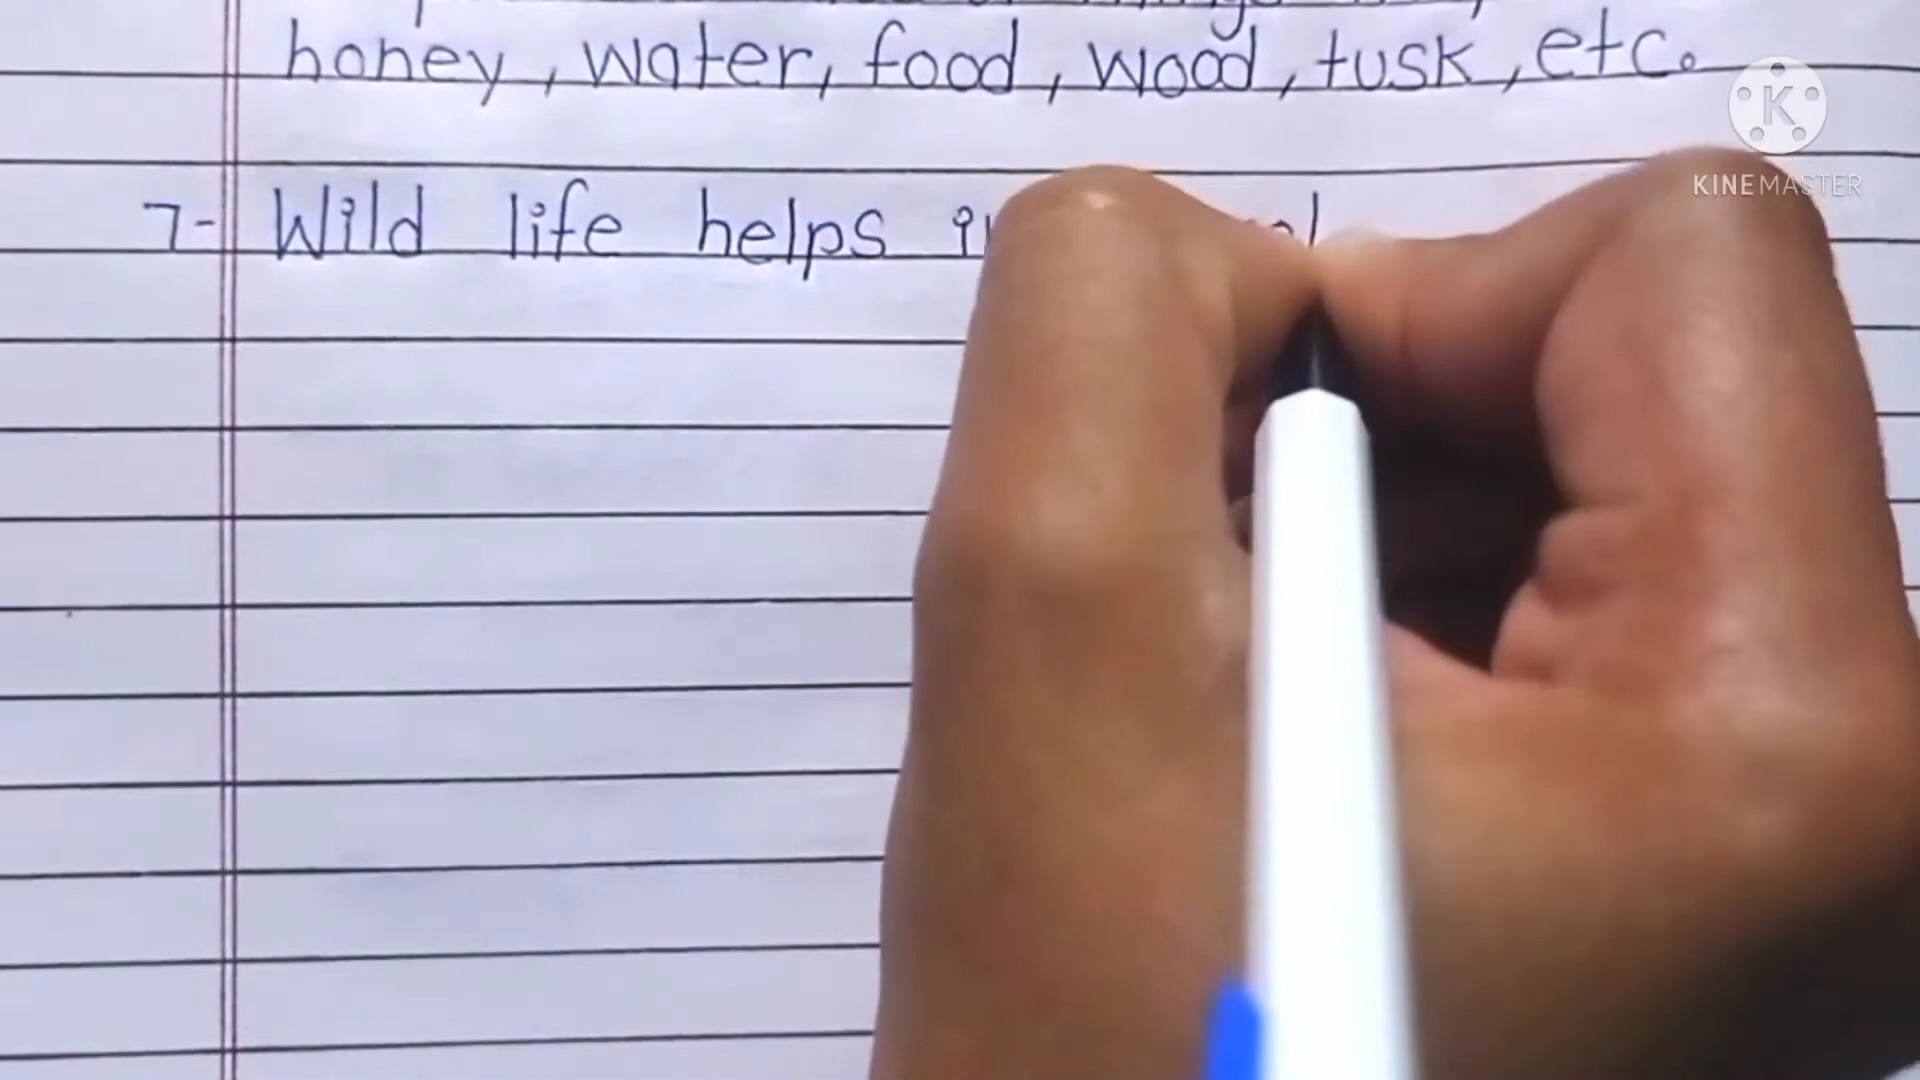 honey, water, food, wood, tusk, etc.
7- Wild life helps
KINEMASTER